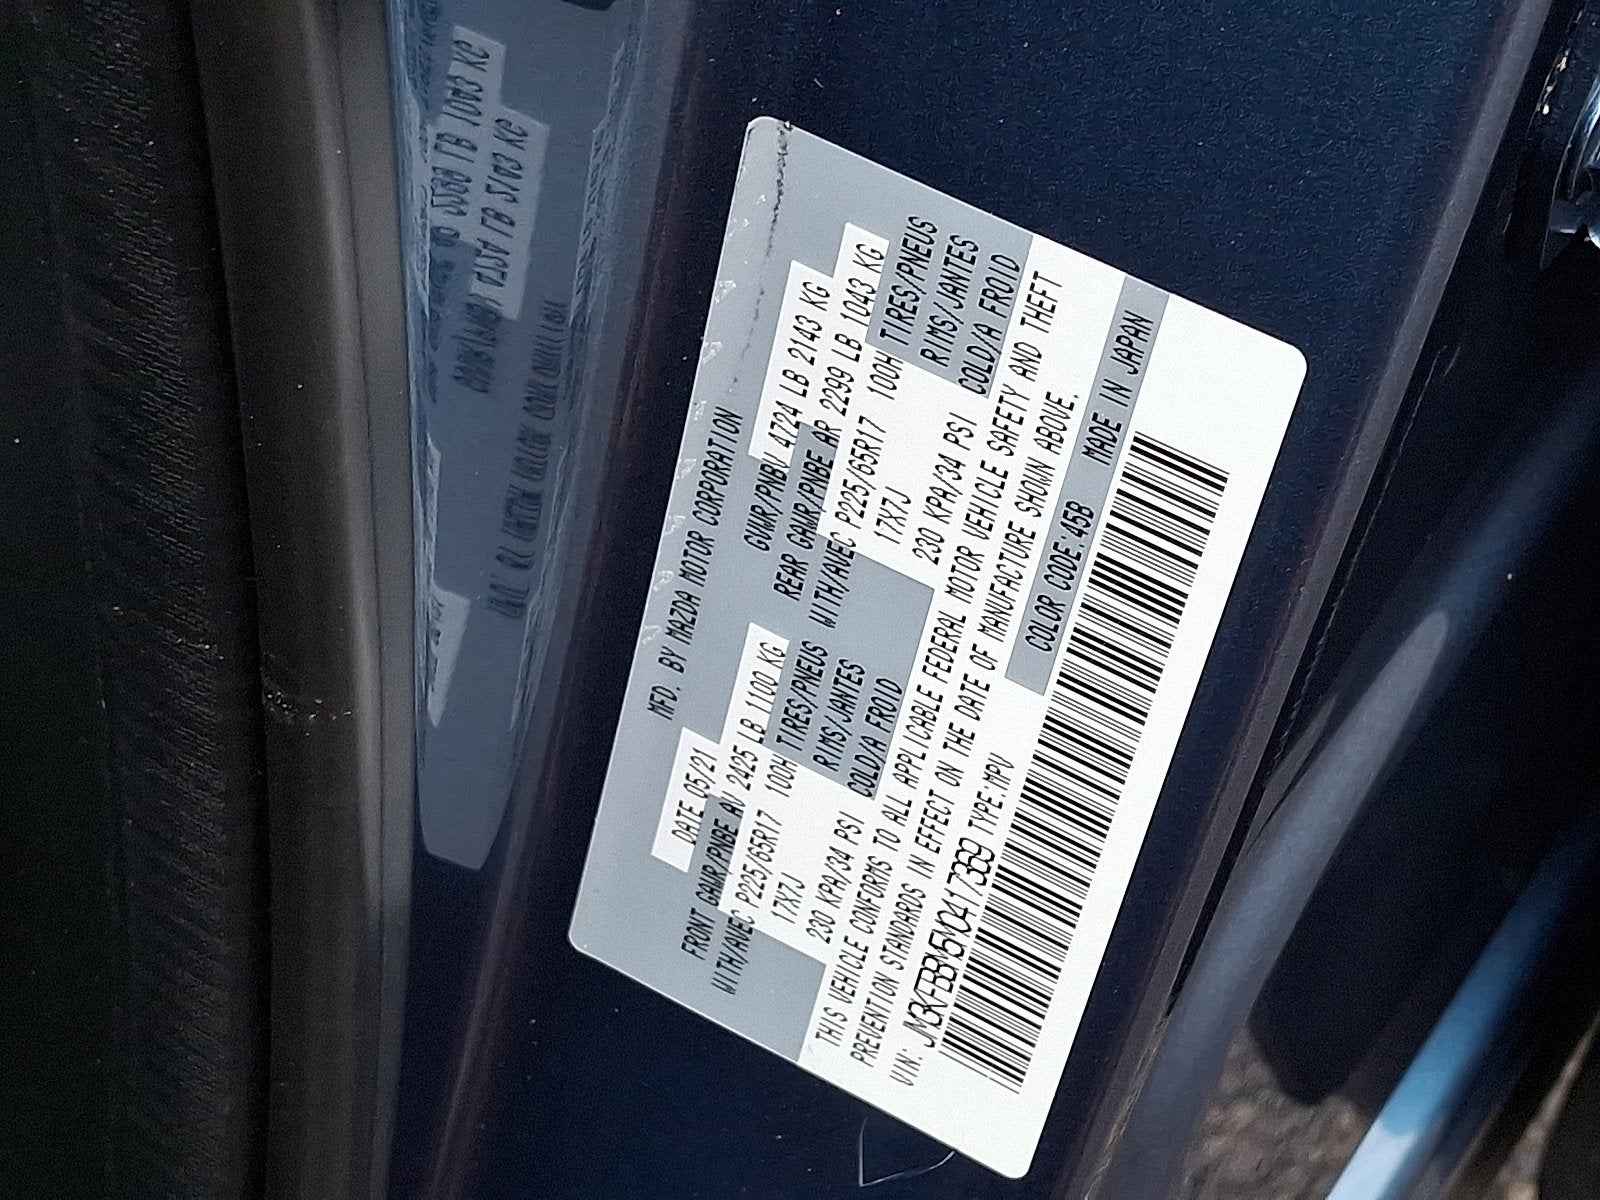 MFD. BY MAZDA MOTOR CORPORATION
DATE 05/21 GVWR/PNBV 4724 LB 2143 KG
FRONT GAWR/PNBE AV 2425 LB 1100 KG REAR GAWR/PNBE AR 2299 LB 1043 KG
WITH/AVEC P225/65R17 100H TIRES/PNEUS WITH/AVEC P225/65R17 100H TIRES/PNEUS
17X7J RIMS/JANTES 17X7J RIMS/JANTES
230 KPA/34 PSI COLD/A FROID 230 KPA/34 PSI COLD/A FROID
THIS VEHICLE CONFORMS TO ALL APPLICABLE FEDERAL MOTOR VEHICLE SAFETY AND THEFT
PREVENTION STANDARDS IN EFFECT ON THE DATE OF MANUFACTURE SHOWN ABOVE.
VIN: JM3KFBBM5M0417369 TYPE:MPV COLOR CODE:45B MADE IN JAPAN